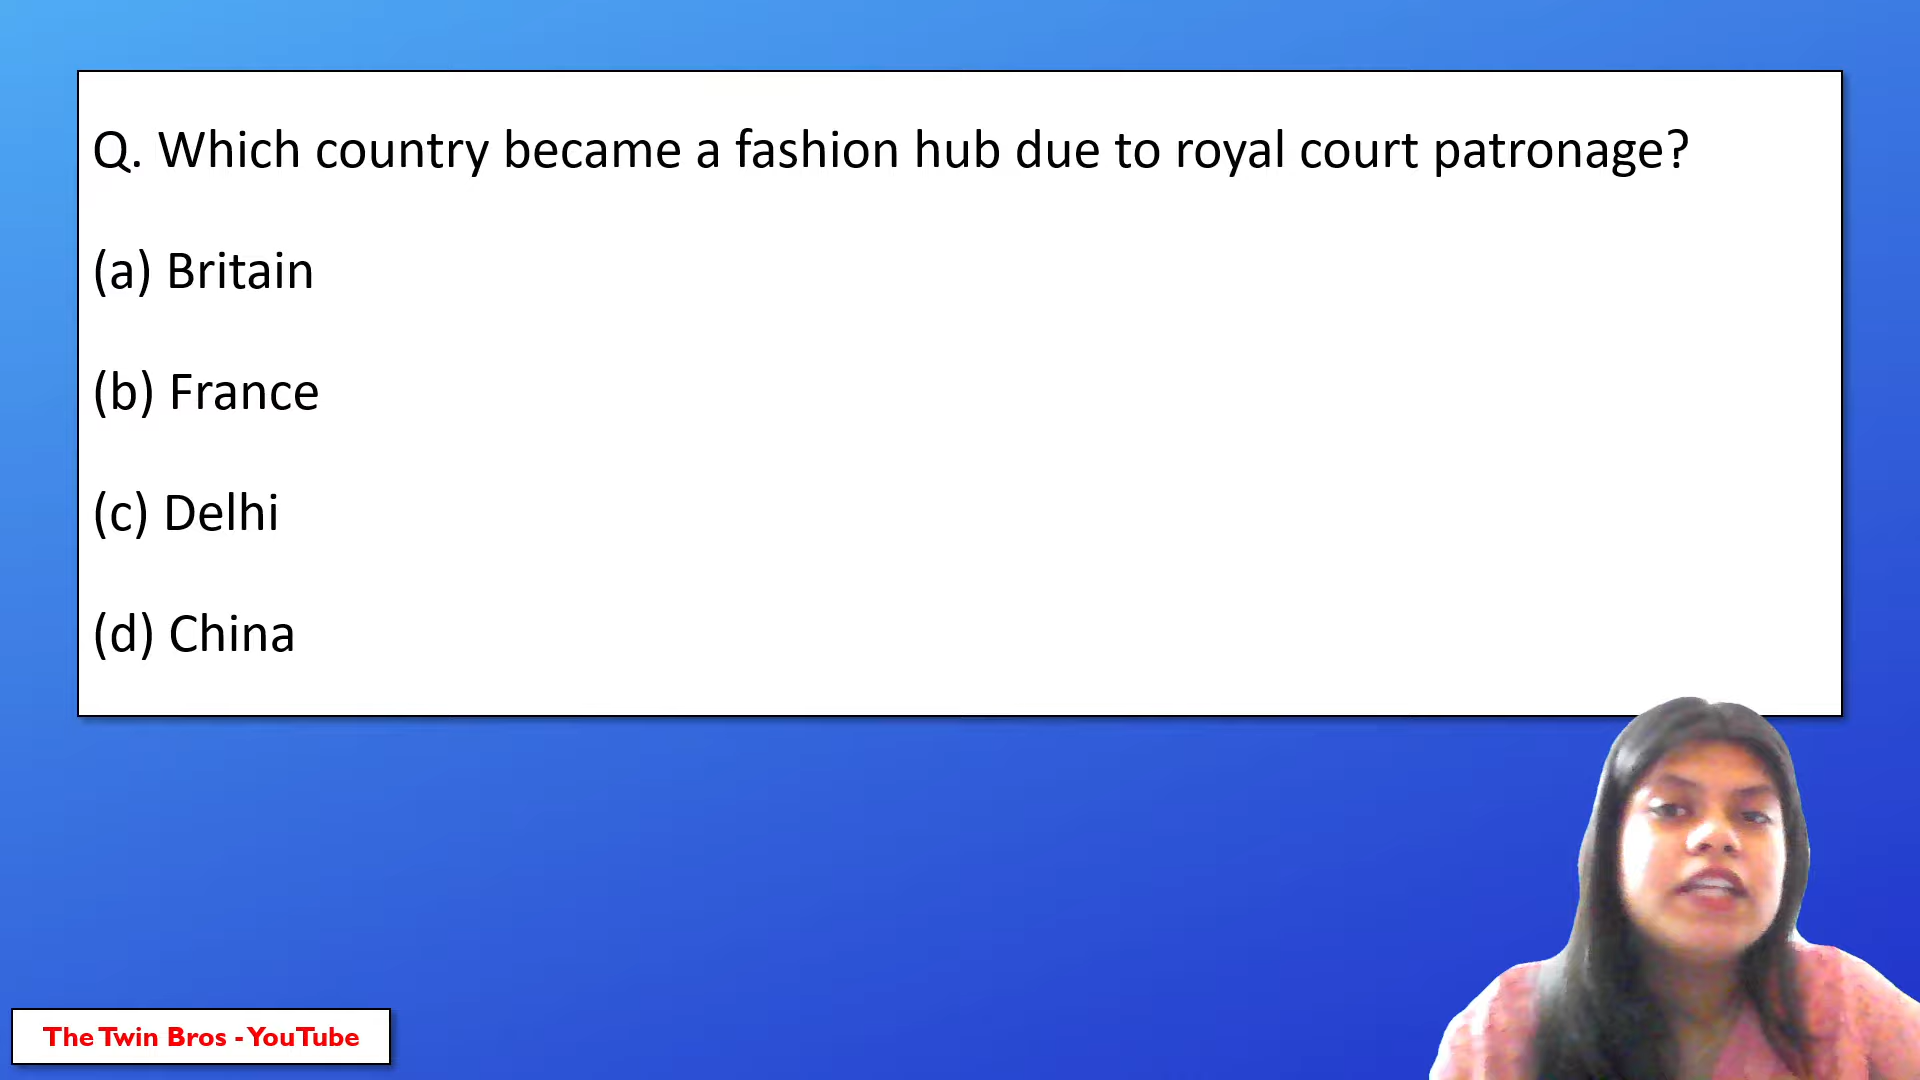 Q. Which country became a fashion hub due to royal court patronage?
(a) Britain
(b) France
(c) Delhi
(d) China
The Twin Bros - YouTube